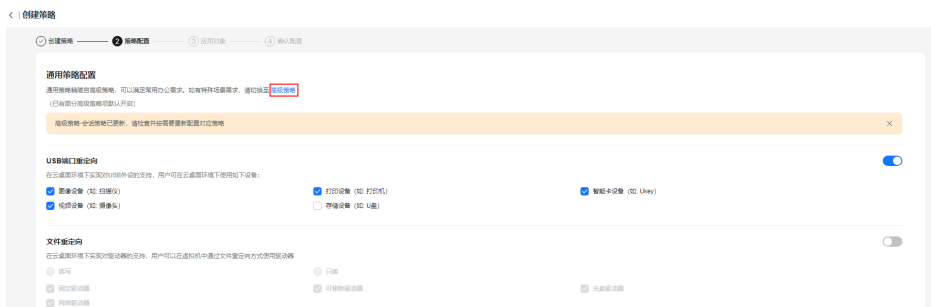 < | 创建策略
创建策略 2 策略配置 3 应用对象 4 确认配置
通用策略配置
通用策略精简自高级策略，可以满足常用办公需求。如有特殊场景需求，请切换至高级策略
（已有部分高级策略项默认开启）
高级策略-会话策略已更新，请检查并按需要重新配置对应策略 ×
USB端口重定向
在云桌面环境下实现对USB外设的支持，用户可在云桌面环境下使用如下设备：
图像设备（如: 扫描仪） 打印设备（如: 打印机） 智能卡设备（如: Ukey）
视频设备（如: 摄像头） 存储设备（如: U盘）
文件重定向
在云桌面环境下实现对驱动器的支持，用户可以在虚拟机中通过文件重定向方式使用驱动器
读写 只读
固定驱动器 可移除驱动器 光盘驱动器
网络驱动器